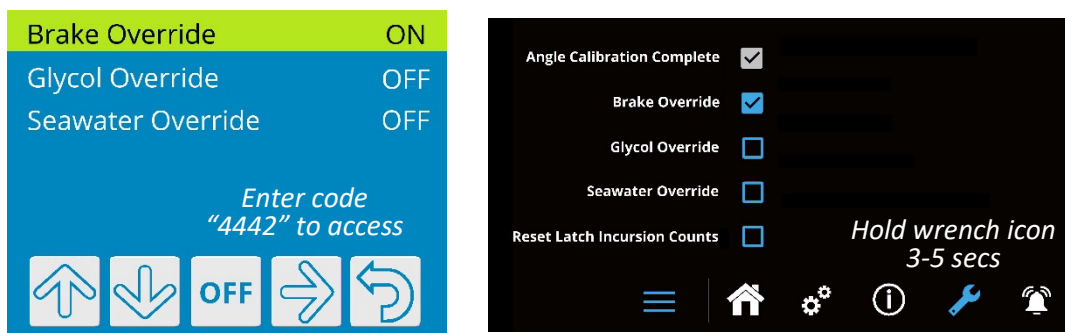 Brake Override ON
Glycol Override OFF
Seawater Override OFF
Enter code
“4442” to access
OFF
Angle Calibration Complete
Brake Override
Glycol Override
Seawater Override
Reset Latch Incursion Counts
Hold wrench icon
3-5 secs